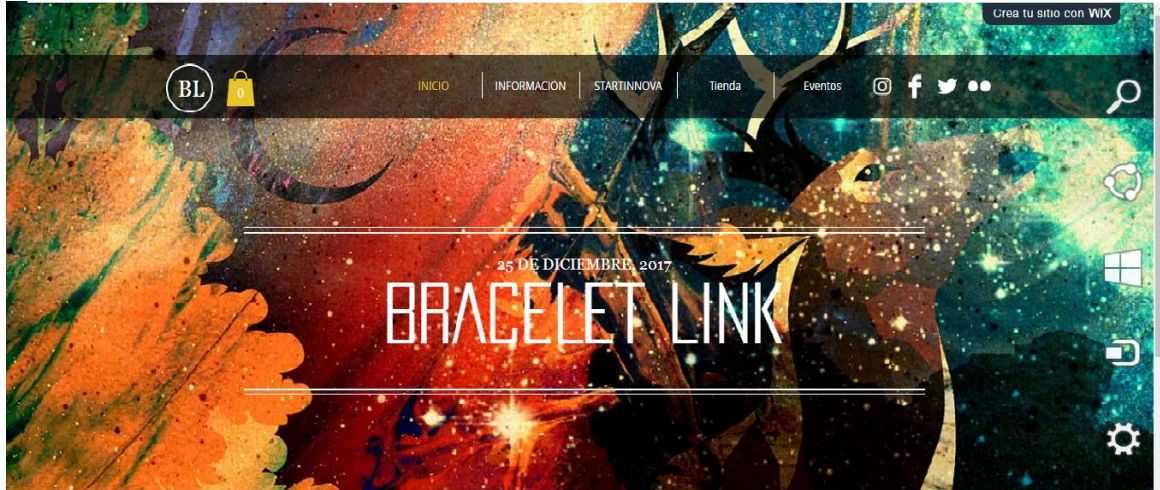 Crea tu sitio con WiX
BL
0
INICIO
INFORMACIÓN
STARTINNOVA
Tienda
Eventos
25 DE DICIEMBRE, 2017
BRACELET LINK